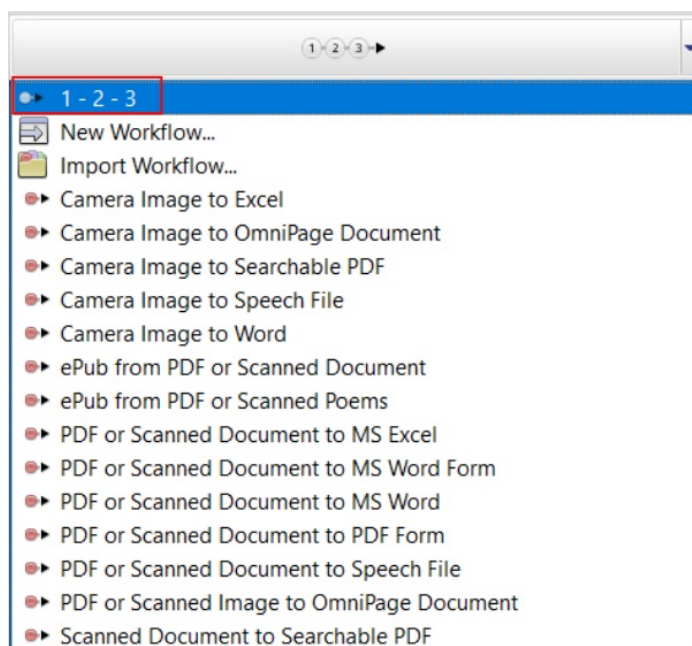 1 2 3
1 - 2 - 3
New Workflow...
Import Workflow...
Camera Image to Excel
Camera Image to OmniPage Document
Camera Image to Searchable PDF
Camera Image to Speech File
Camera Image to Word
ePub from PDF or Scanned Document
ePub from PDF or Scanned Poems
PDF or Scanned Document to MS Excel
PDF or Scanned Document to MS Word Form
PDF or Scanned Document to MS Word
PDF or Scanned Document to PDF Form
PDF or Scanned Document to Speech File
PDF or Scanned Image to OmniPage Document
Scanned Document to Searchable PDF